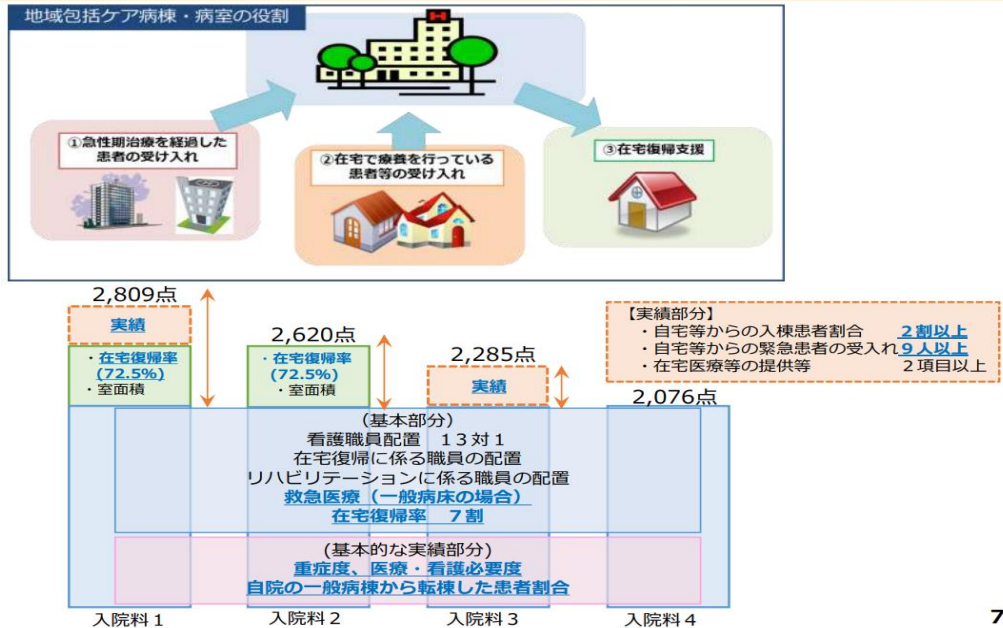 地域包括ケア病棟・病室の役割
①急性期治療を経過した
患者の受け入れ
②在宅で療養を行っている
患者等の受け入れ
③在宅復帰支援
2,809点
実績
・在宅復帰率
(72.5%)
・室面積
2,620点
・在宅復帰率
(72.5%)
・室面積
2,285点
実績
2,076点
【実績部分】
・自宅等からの入棟患者割合 2割以上
・自宅等からの緊急患者の受入れ 9人以上
・在宅医療等の提供等 2項目以上
(基本部分)
看護職員配置 13対1
在宅復帰に係る職員の配置
リハビリテーションに係る職員の配置
救急医療（一般病床の場合）
在宅復帰率 7割
(基本的な実績部分)
重症度、医療・看護必要度
自院の一般病棟から転棟した患者割合
入院料1
入院料2
入院料3
入院料4
7